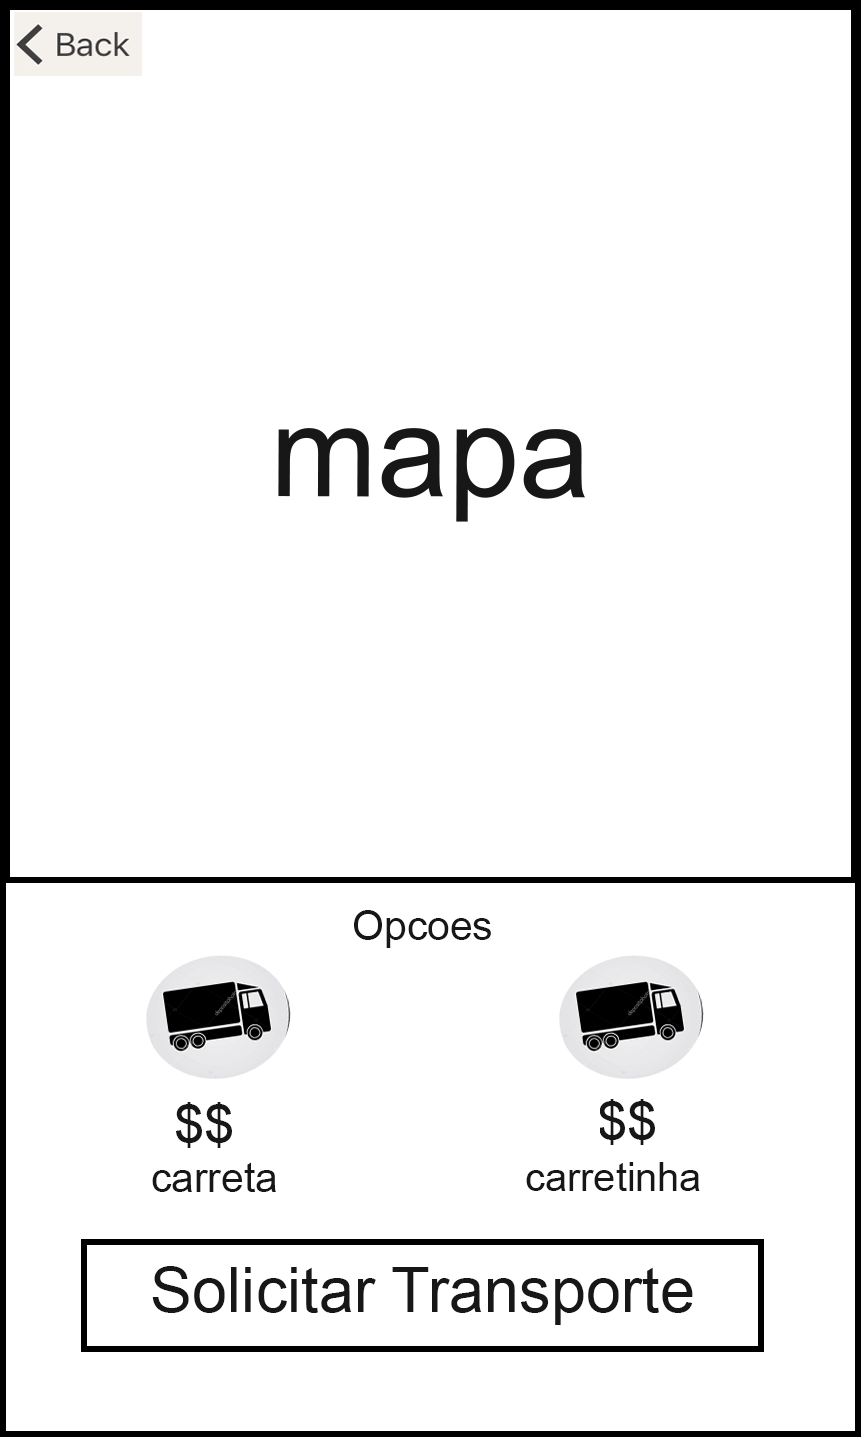 Back
mapa
Opcoes
$$
$$
carreta
carretinha
Solicitar Transporte